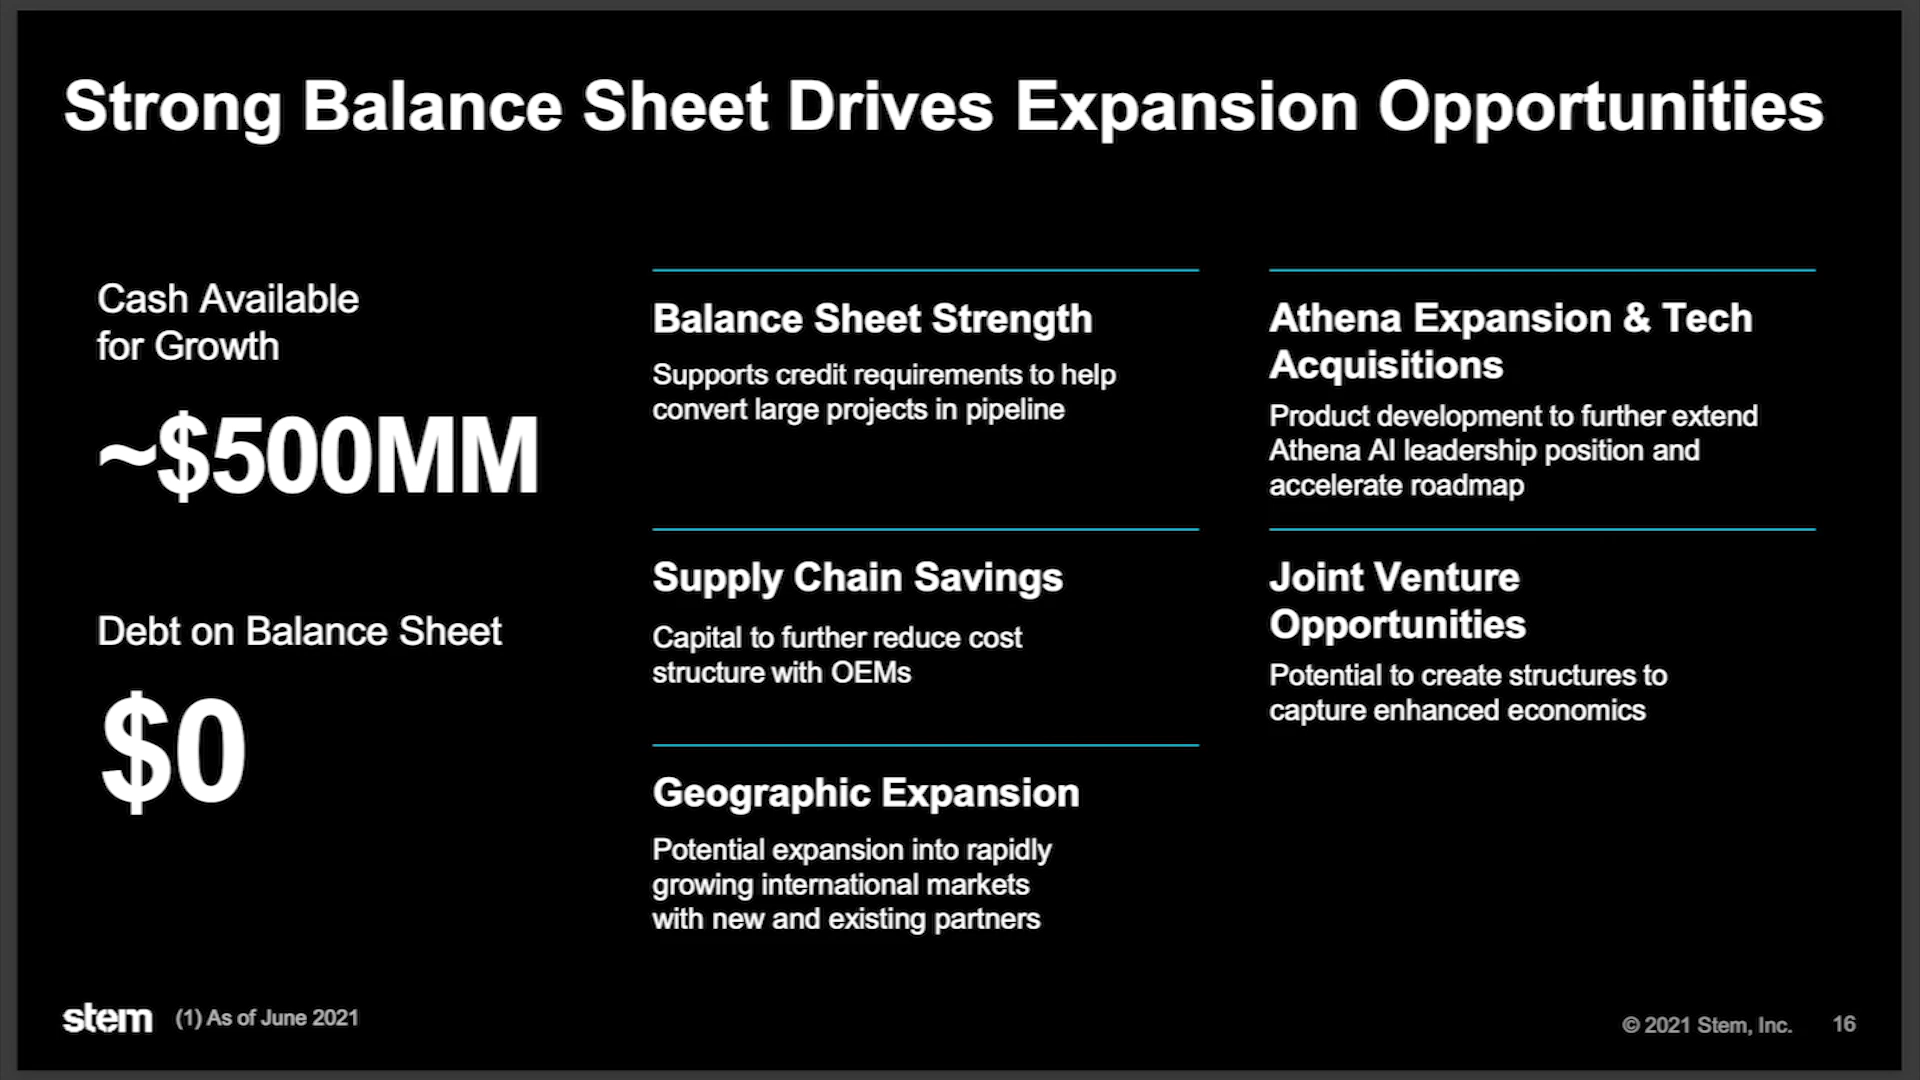 Strong Balance Sheet Drives Expansion Opportunities
Cash Available
for Growth
~$500MM
Debt on Balance Sheet
$0
Balance Sheet Strength
Supports credit requirements to help
convert large projects in pipeline
Supply Chain Savings
Capital to further reduce cost
structure with OEMs
Geographic Expansion
Potential expansion into rapidly
growing international markets
with new and existing partners
Athena Expansion & Tech
Acquisitions
Product development to further extend
Athena AI leadership position and
accelerate roadmap
Joint Venture
Opportunities
Potential to create structures to
capture enhanced economics
stem
(1) As of June 2021
© 2021 Stem, Inc.
16